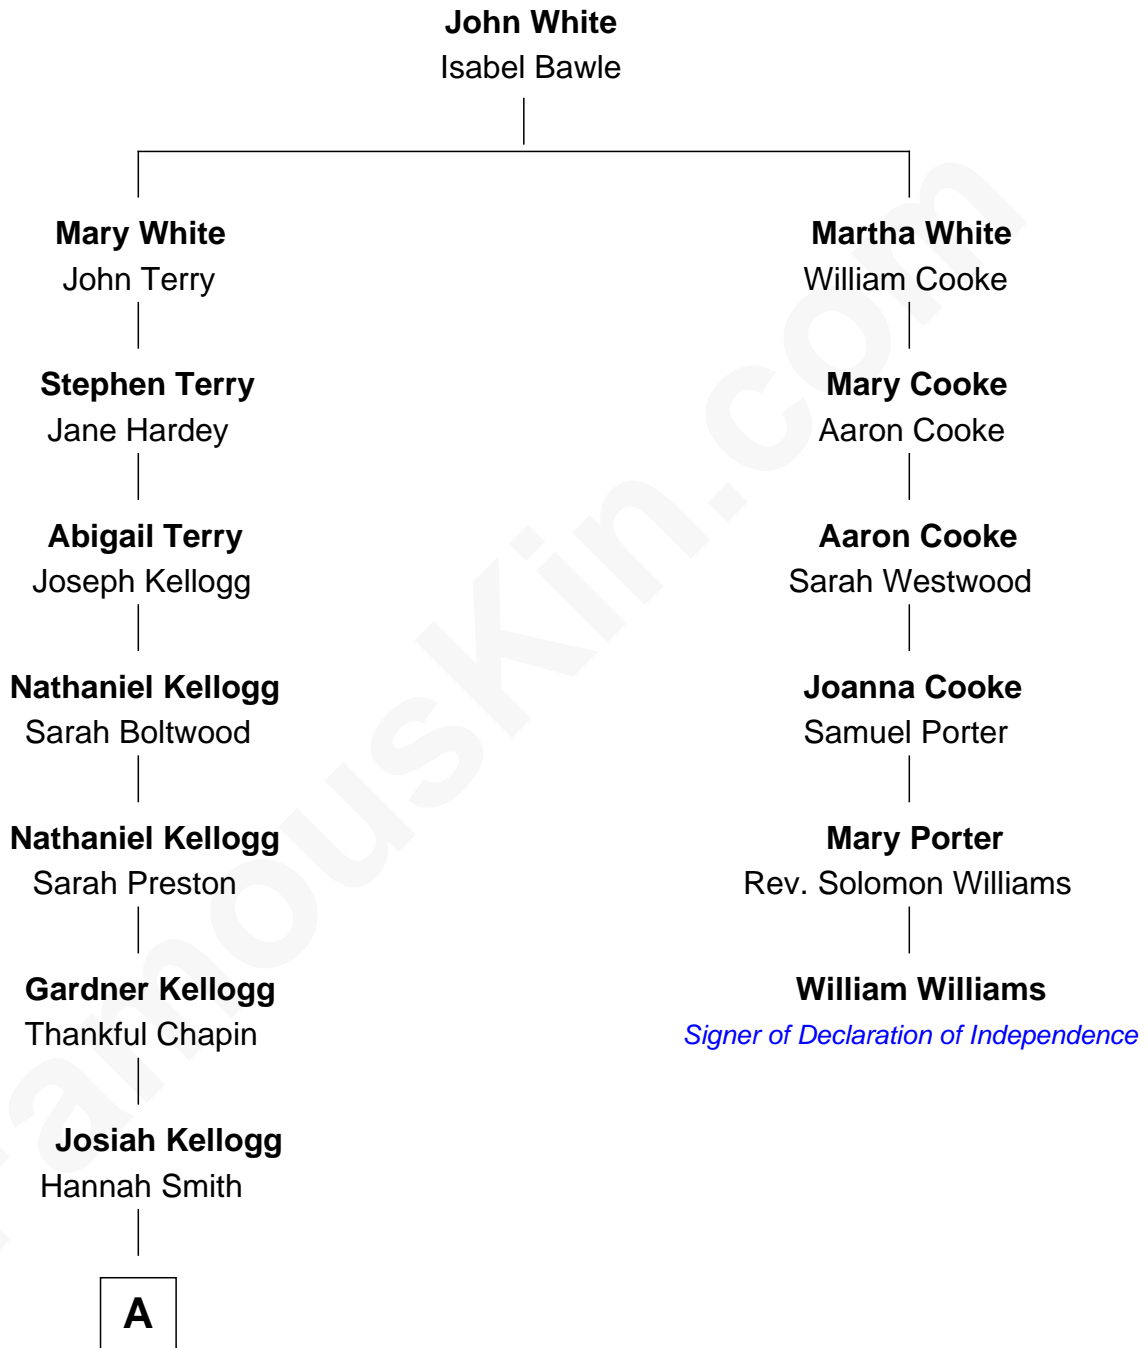 John White
Isabel Bawle
Mary White
John Terry
Stephen Terry
Jane Hardey
Abigail Terry
Joseph Kellogg
Nathaniel Kellogg
Sarah Boltwood
Nathaniel Kellogg
Sarah Preston
Gardner Kellogg
Thankful Chapin
Josiah Kellogg
Hannah Smith
A
Martha White
William Cooke
Mary Cooke
Aaron Cooke
Aaron Cooke
Sarah Westwood
Joanna Cooke
Samuel Porter
Mary Porter
Rev. Solomon Williams
William Williams
Signer of Declaration of Independence
FamousKin.com